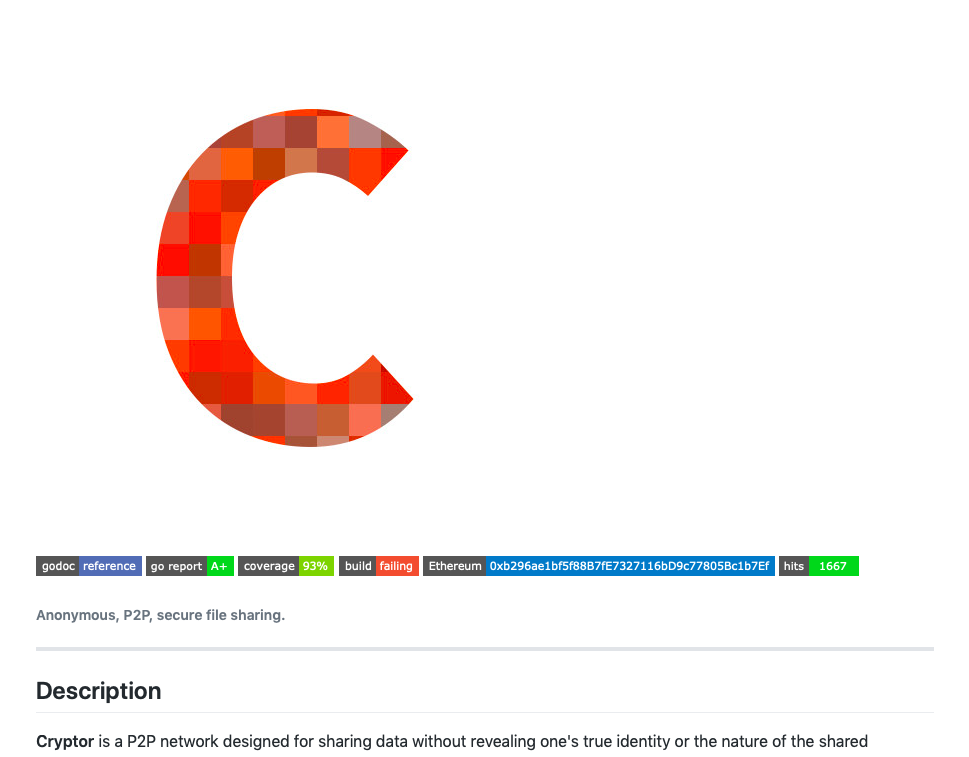 C
godoc reference go report A+ coverage 93% build failing Ethereum 0xb296ae1bf5f88B7fE7327116bD9c77805Bc1b7Ef hits 1667
Anonymous, P2P, secure file sharing.
Description
Cryptor is a P2P network designed for sharing data without revealing one's true identity or the nature of the shared